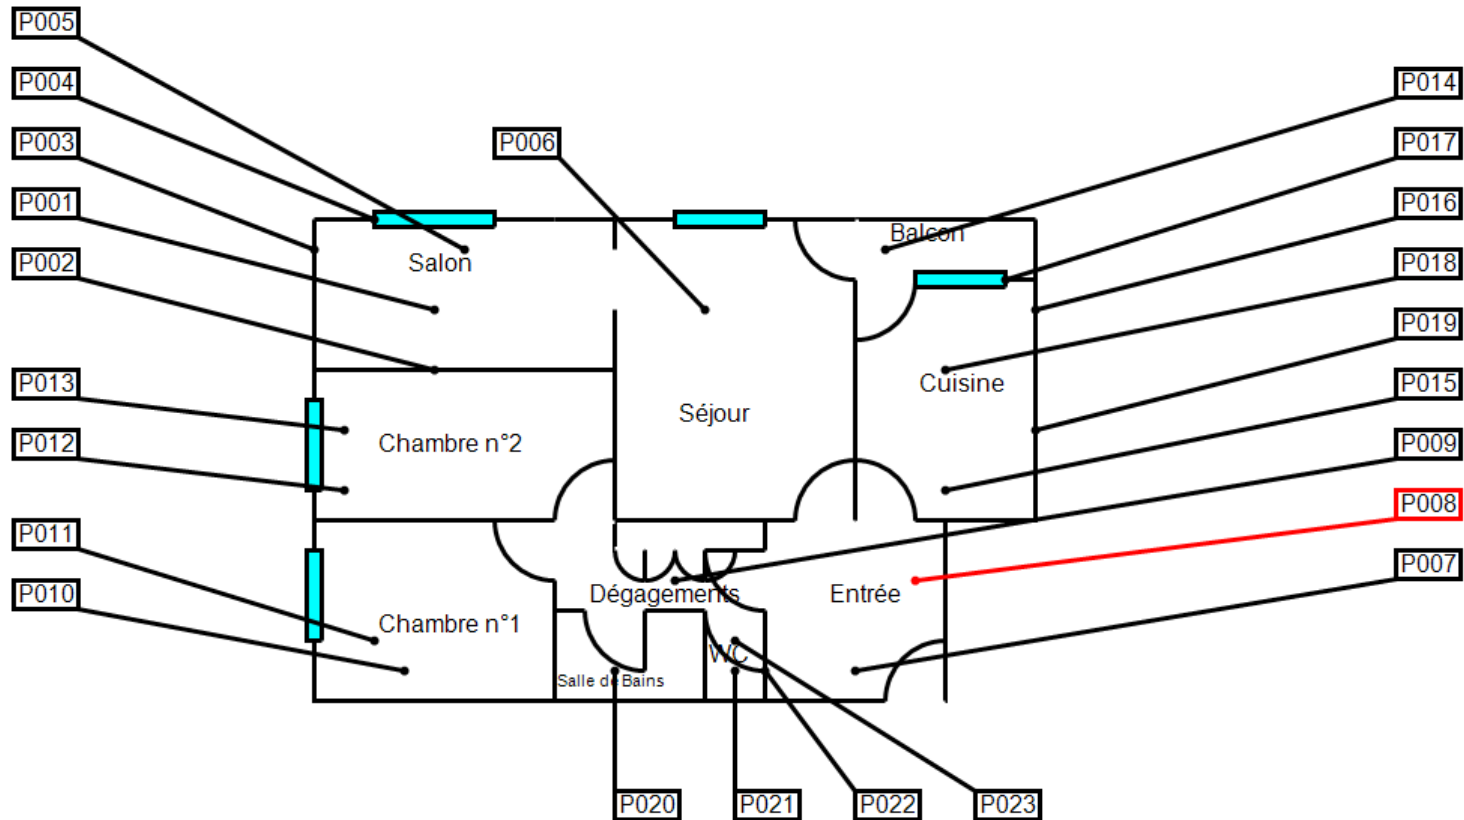 P005
P004
P014
P003
P006
P017
P001
P016
Balcon
Salon
P002
P018
P019
P013
Cuisine
P015
Séjour
P012
Chambre n°2
P009
P008
P011
P007
P010
Dégagements
Entrée
Chambre n°1
WC
Salle de Bains
P020
P021
P022
P023